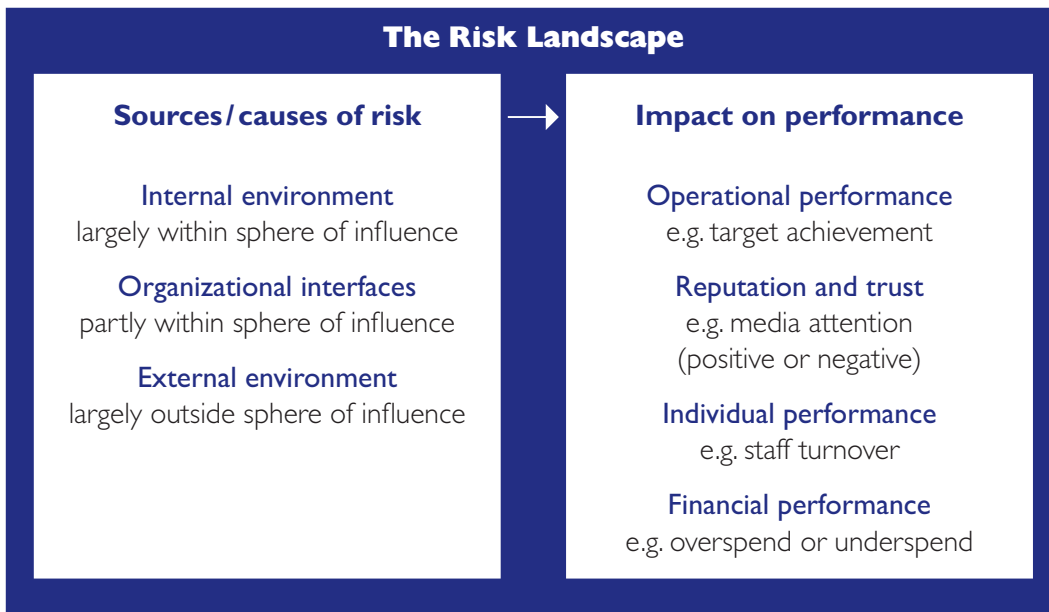 The Risk Landscape
Sources/causes of risk
Internal environment
largely within sphere of influence
Organizational interfaces
partly within sphere of influence
External environment
largely outside sphere of influence
Impact on performance
Operational performance
e.g. target achievement
Reputation and trust
e.g. media attention
(positive or negative)
Individual performance
e.g. staff turnover
Financial performance
e.g. overspend or underspend